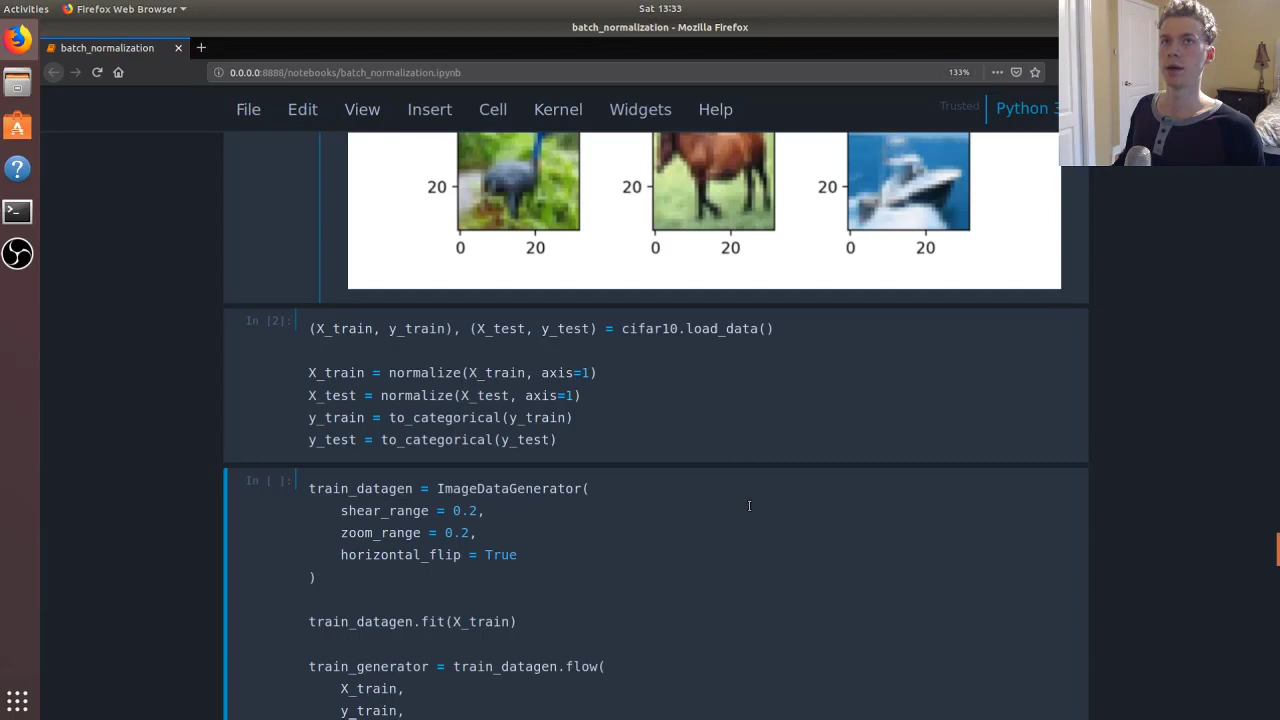 Activities
Firefox Web Browser
Sat 13:33
batch_normalization - Mozilla Firefox
batch_normalization
0.0.0.0:8888/notebooks/batch_normalization.ipynb
133%
File Edit View Insert Cell Kernel Widgets Help
Trusted
Python 3
20 20 20
0 20 0 20 0 20
In [2]:
(X_train, y_train), (X_test, y_test) = cifar10.load_data()
X_train = normalize(X_train, axis=1)
X_test = normalize(X_test, axis=1)
y_train = to_categorical(y_train)
y_test = to_categorical(y_test)
In [ ]:
train_datagen = ImageDataGenerator(
shear_range = 0.2,
zoom_range = 0.2,
horizontal_flip = True
)
train_datagen.fit(X_train)
train_generator = train_datagen.flow(
X_train,
y_train,